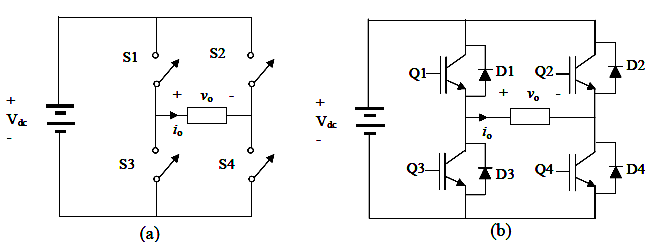 S1 S2
+ Vdc -
+ vo -
io
S3 S4
(a)
Q1 D1 Q2 D2
+ Vdc -
+ vo -
io
Q3 D3 Q4 D4
(b)